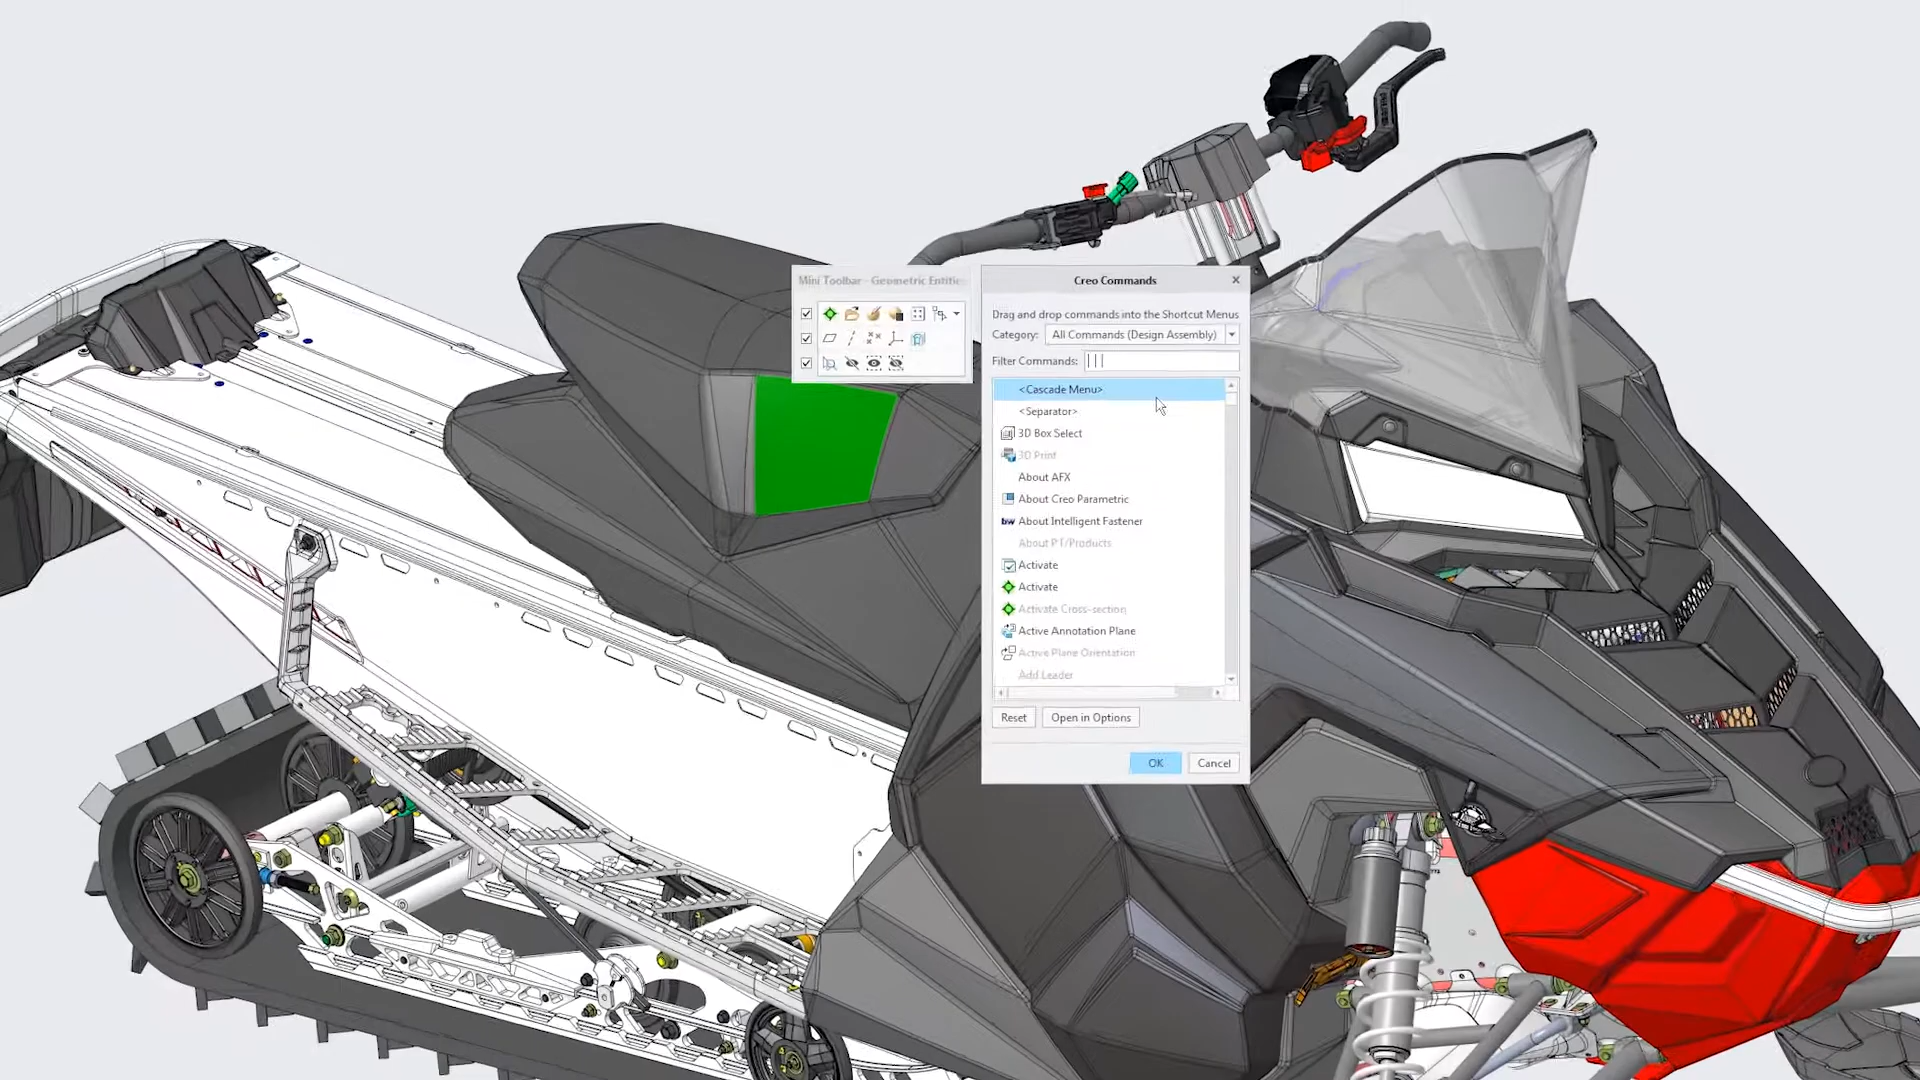 Mini Toolbar - Geometric Entitie
Creo Commands
Drag and drop commands into the Shortcut Menus
Category: All Commands (Design Assembly)
Filter Commands:
<Cascade Menu>
<Separator>
3D Box Select
3D Print
About AFX
About Creo Parametric
bw About Intelligent Fastener
About PT/Products
Activate
Activate
Activate Cross-section
Active Annotation Plane
Active Plane Orientation
Add Leader
Reset Open in Options
OK Cancel